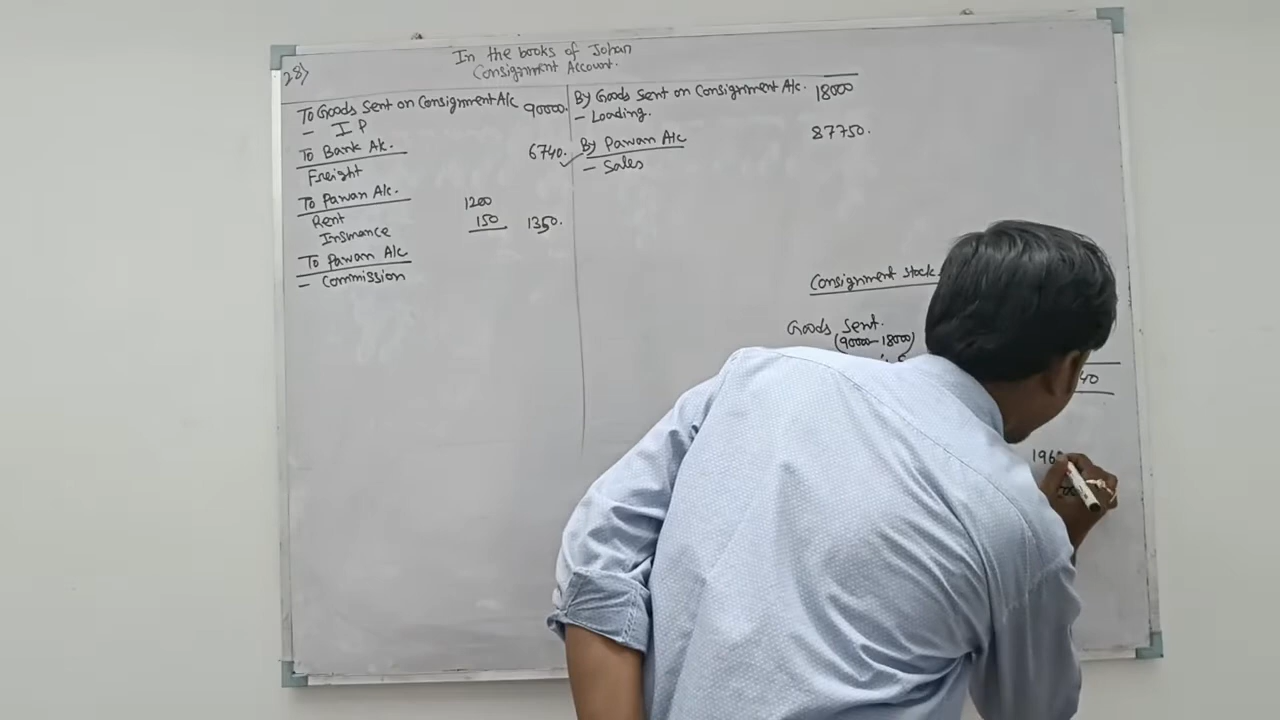 28)
In the books of Johan
Consignment Account.
To Goods Sent on Consignment A/c 90000.
- I P
To Bank Ak. 6740.
Freight
To Pawan A/c.
Rent 1200
Insurance 150 1350.
To Pawan A/c
- Commission
By Goods Sent on Consignment A/c. 18000
- Loading.
By Pawan A/c 87750.
- Sales
Consignment Stock
Goods Sent.
(90000-18000)
40
196